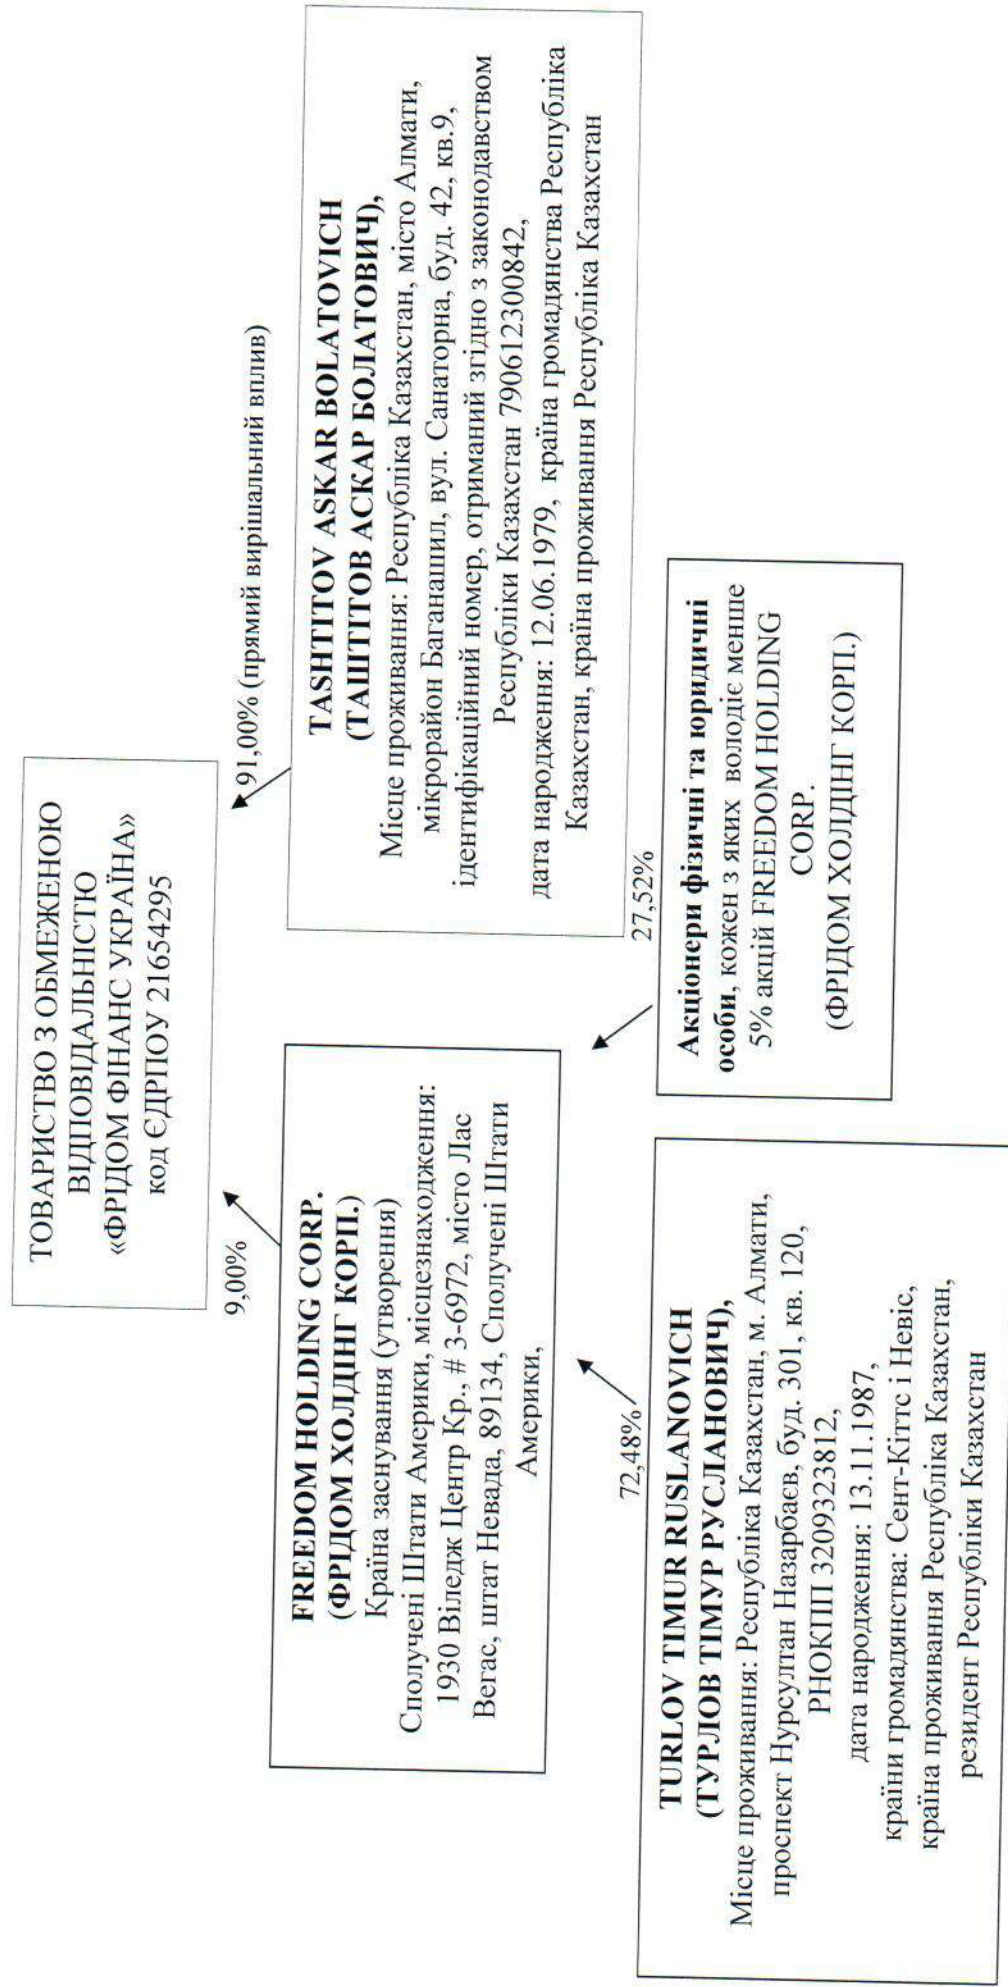 ТОВАРИСТВО З ОБМЕЖЕНОЮ
ВІДПОВІДАЛЬНІСТЮ
«ФРІДОМ ФІНАНС УКРАЇНА»
код ЄДРПОУ 21654295
9,00%
91,00% (прямий вирішальний вплив)
FREEDOM HOLDING CORP.
(ФРІДОМ ХОЛДІНГ КОРП.)
Країна заснування (утворення)
Сполучені Штати Америки, місцезнаходження:
1930 Віледж Центр Кр., # 3-6972, місто Лас
Вегас, штат Невада, 89134, Сполучені Штати
Америки,
TASHTITOV ASKAR BOLATOVICH
(ТАШТІТОВ АСКАР БОЛАТОВИЧ),
Місце проживання: Республіка Казахстан, місто Алмати,
мікрорайон Баганашил, вул. Санаторна, буд. 42, кв.9,
ідентифікаційний номер, отриманий згідно з законодавством
Республіки Казахстан 790612300842,
дата народження: 12.06.1979, країна громадянства Республіка
Казахстан, країна проживання Республіка Казахстан
72,48%
27,52%
TURLOV TIMUR RUSLANOVICH
(ТУРЛОВ ТІМУР РУСЛАНОВИЧ),
Місце проживання: Республіка Казахстан, м. Алмати,
проспект Нурсултан Назарбаєв, буд. 301, кв. 120,
РНОКПП 3209323812,
дата народження: 13.11.1987,
країни громадянства: Сент-Кіттс і Невіс,
країна проживання Республіка Казахстан,
резидент Республіки Казахстан
Акціонери фізичні та юридичні
особи, кожен з яких володіє менше
5% акцій FREEDOM HOLDING
CORP.
(ФРІДОМ ХОЛДІНГ КОРП.)